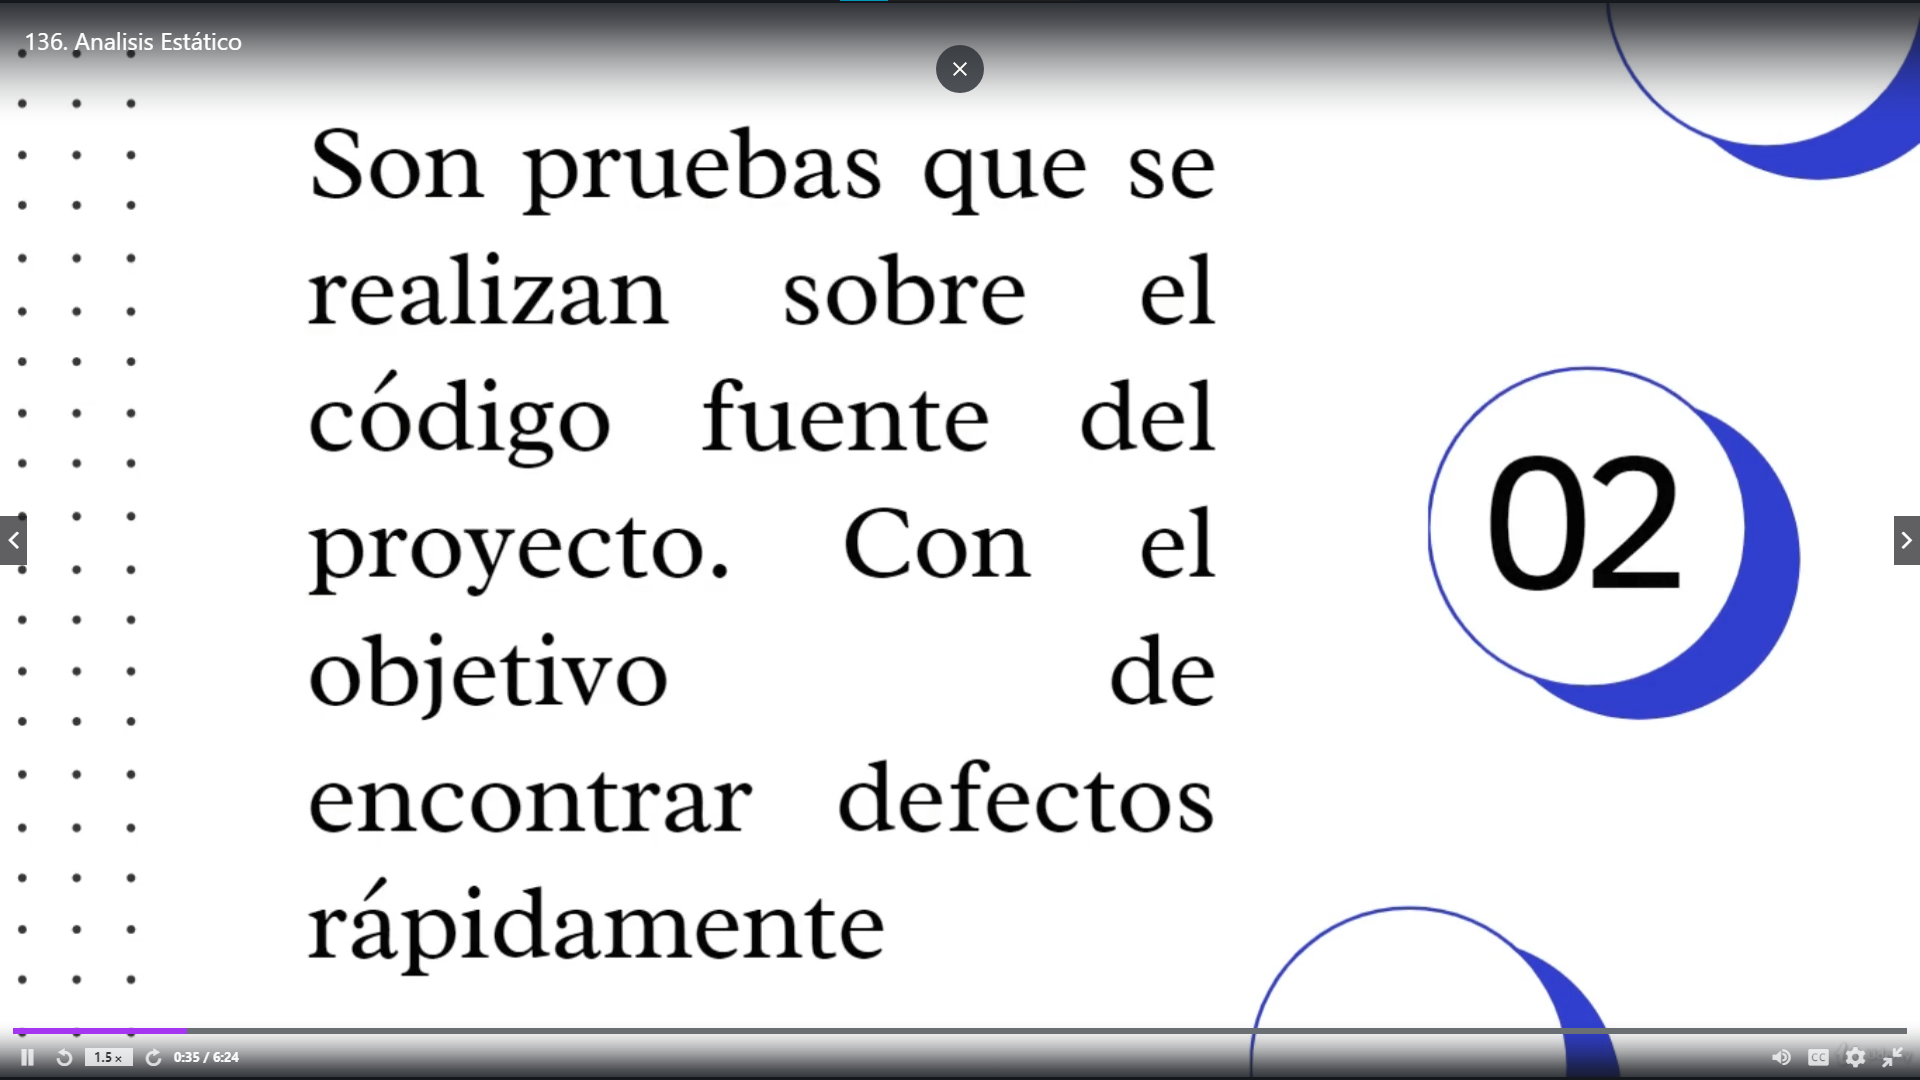 136. Analisis Estático
Son pruebas que se
realizan sobre el
código fuente del
proyecto. Con el
objetivo de
encontrar defectos
rápidamente
02
1.5×
0:35 / 6:24
CC